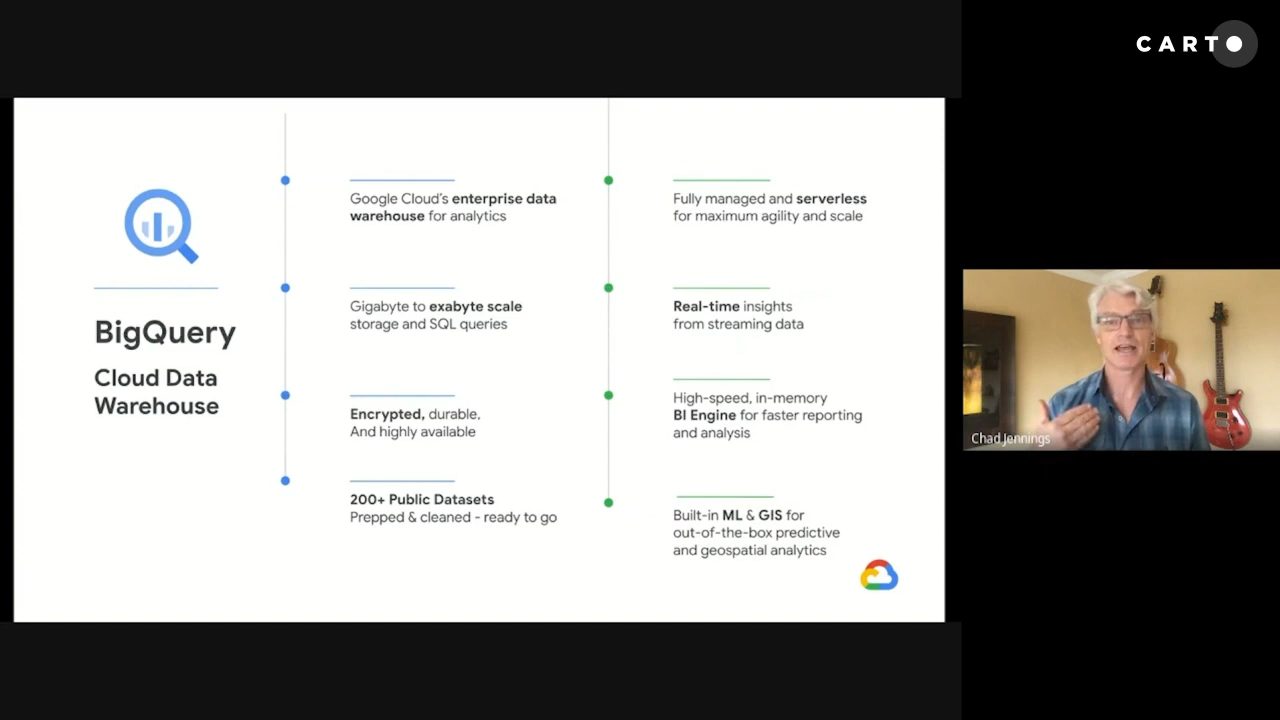 CARTO
BigQuery
Cloud Data
Warehouse
Google Cloud's enterprise data
warehouse for analytics
Gigabyte to exabyte scale
storage and SQL queries
Encrypted, durable,
And highly available
200+ Public Datasets
Prepped & cleaned - ready to go
Fully managed and serverless
for maximum agility and scale
Real-time insights
from streaming data
High-speed, in-memory
BI Engine for faster reporting
and analysis
Built-in ML & GIS for
out-of-the-box predictive
and geospatial analytics
Chad Jennings